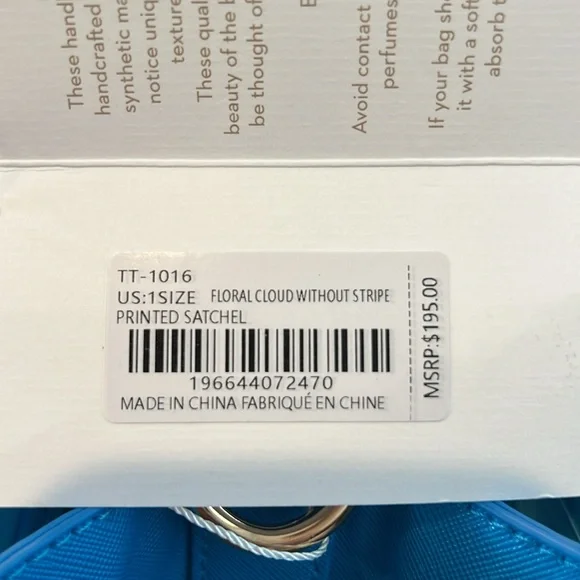 These hand
handcrafted
synthetic ma
notice uniq
texture
These qual
beauty of the b
be thought of
E
Avoid contact
perfumes
If your bag sh
it with a soft
absorb t
TT-1016
US:1SIZE FLORAL CLOUD WITHOUT STRIPE
PRINTED SATCHEL
196644072470
MADE IN CHINA FABRIQUÉ EN CHINE
MSRP:$195.00